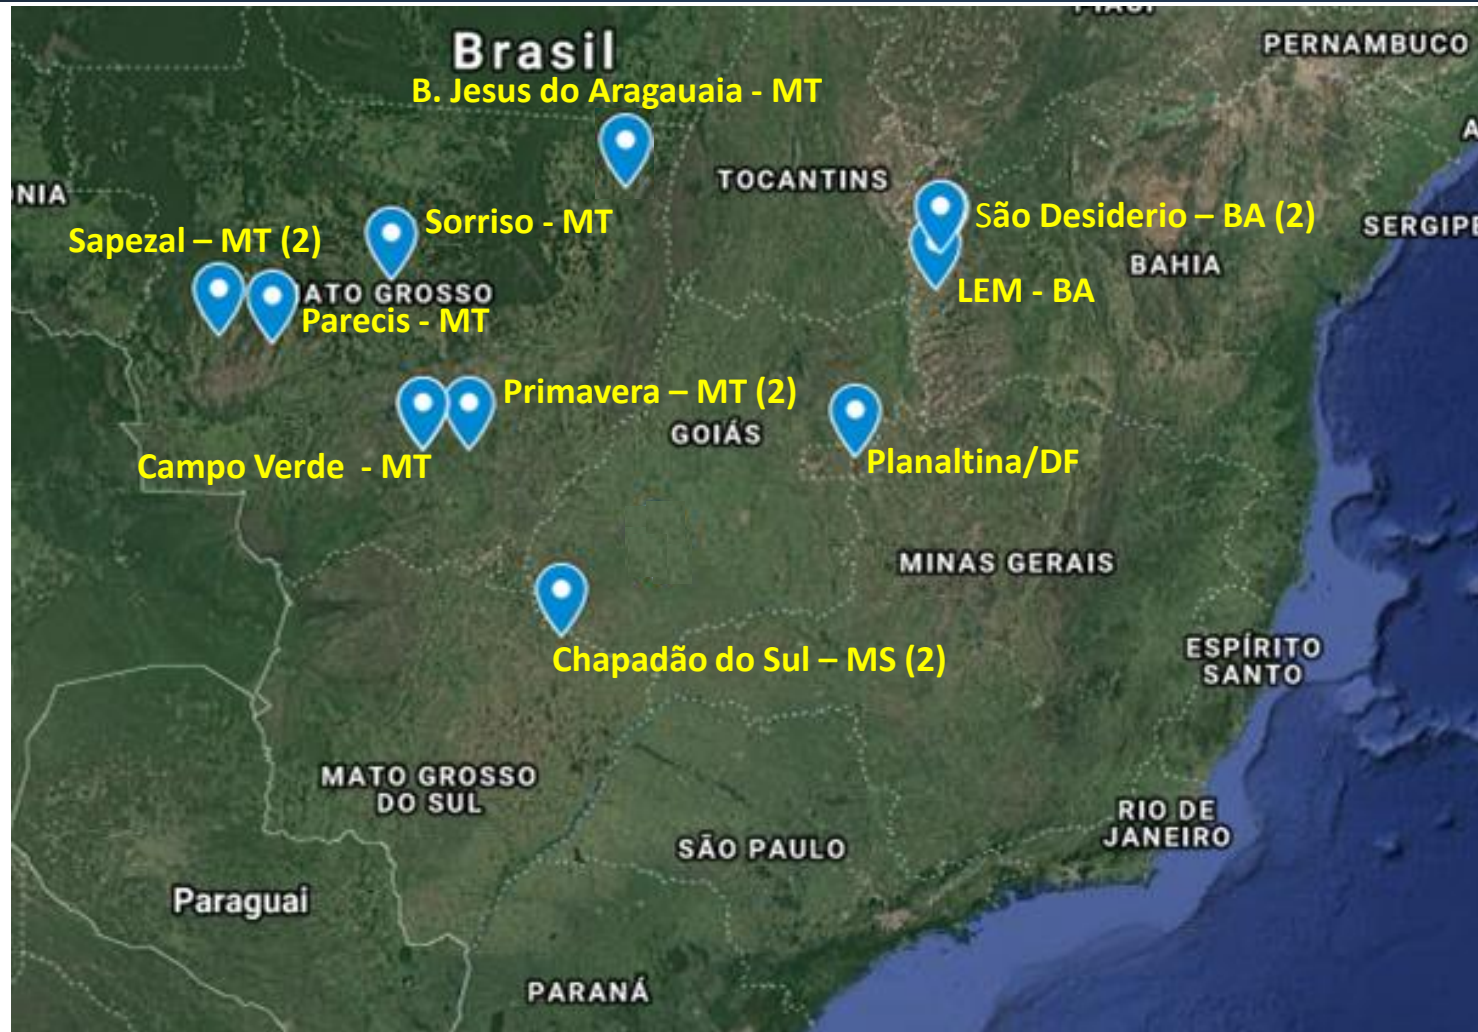 PIAUÍ
Brasil
PERNAMBUCO
B. Jesus do Aragauaia - MT
TOCANTINS
NIA
São Desiderio – BA (2)
Sorriso - MT
SERGIPE
Sapezal – MT (2)
BAHIA
LEM - BA
ATO GROSSO
Parecis - MT
Primavera – MT (2)
GOIÁS
Planaltina/DF
Campo Verde - MT
MINAS GERAIS
Chapadão do Sul – MS (2)
ESPÍRITO
SANTO
MATO GROSSO
DO SUL
RIO DE
JANEIRO
SÃO PAULO
Paraguai
PARANÁ